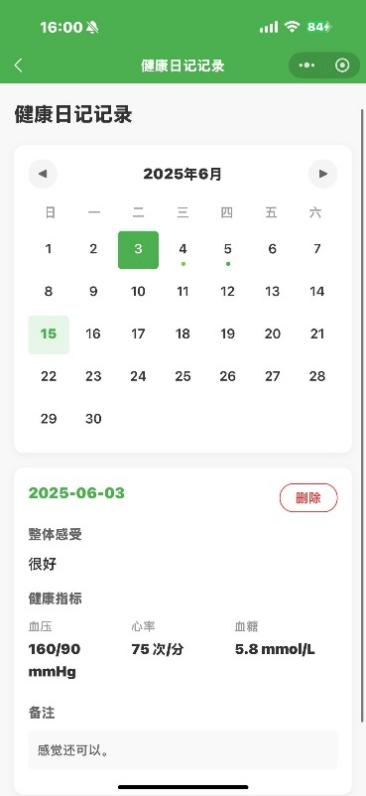 16:00
84
健康日记记录
健康日记记录
2025年6月
日 一 二 三 四 五 六
1 2 3 4 5 6 7
8 9 10 11 12 13 14
15 16 17 18 19 20 21
22 23 24 25 26 27 28
29 30
2025-06-03 删除
整体感受
很好
健康指标
血压 心率 血糖
160/90 75 次/分 5.8 mmol/L
mmHg
备注
感觉还可以。